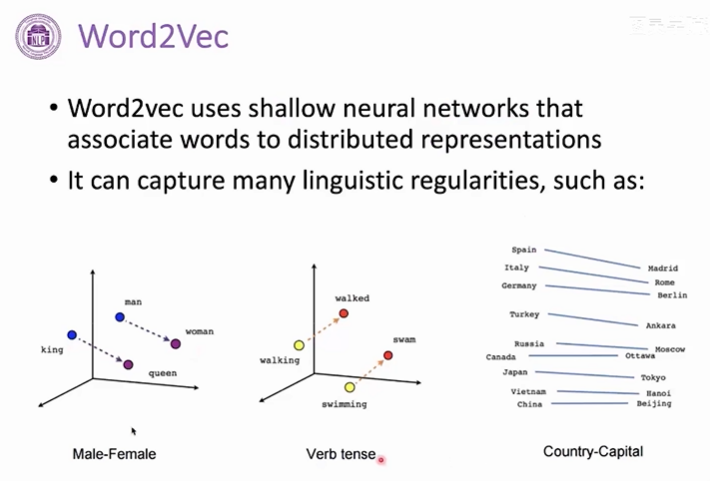 NLP
Word2Vec
• Word2vec uses shallow neural networks that
associate words to distributed representations
• It can capture many linguistic regularities, such as:
man
woman
king
queen
Male-Female
walked
swam
walking
swimming
Verb tense
Spain Madrid
Italy Rome
Germany Berlin
Turkey Ankara
Russia Moscow
Canada Ottawa
Japan Tokyo
Vietnam Hanoi
China Beijing
Country-Capital